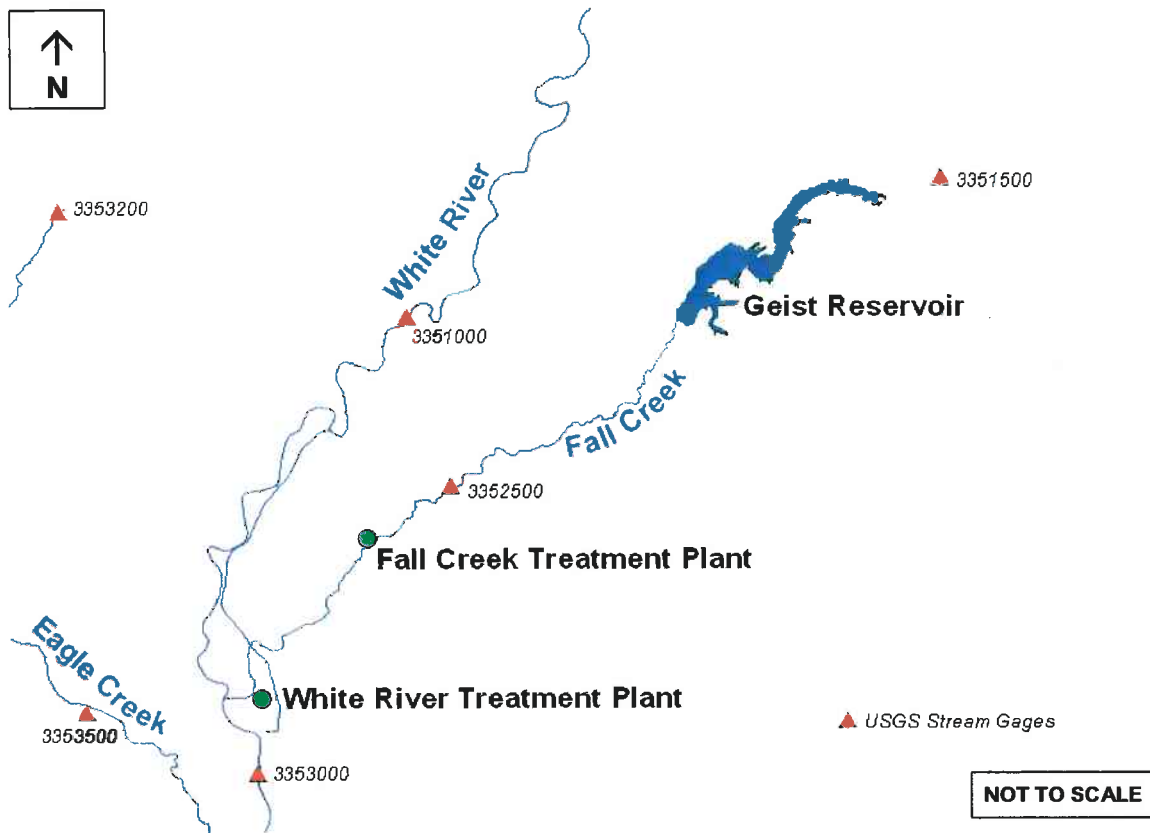 N
3353200
White River
3351500
3351000
Geist Reservoir
Fall Creek
3352500
Fall Creek Treatment Plant
Eagle Creek
White River Treatment Plant
3353500
USGS Stream Gages
3353000
NOT TO SCALE